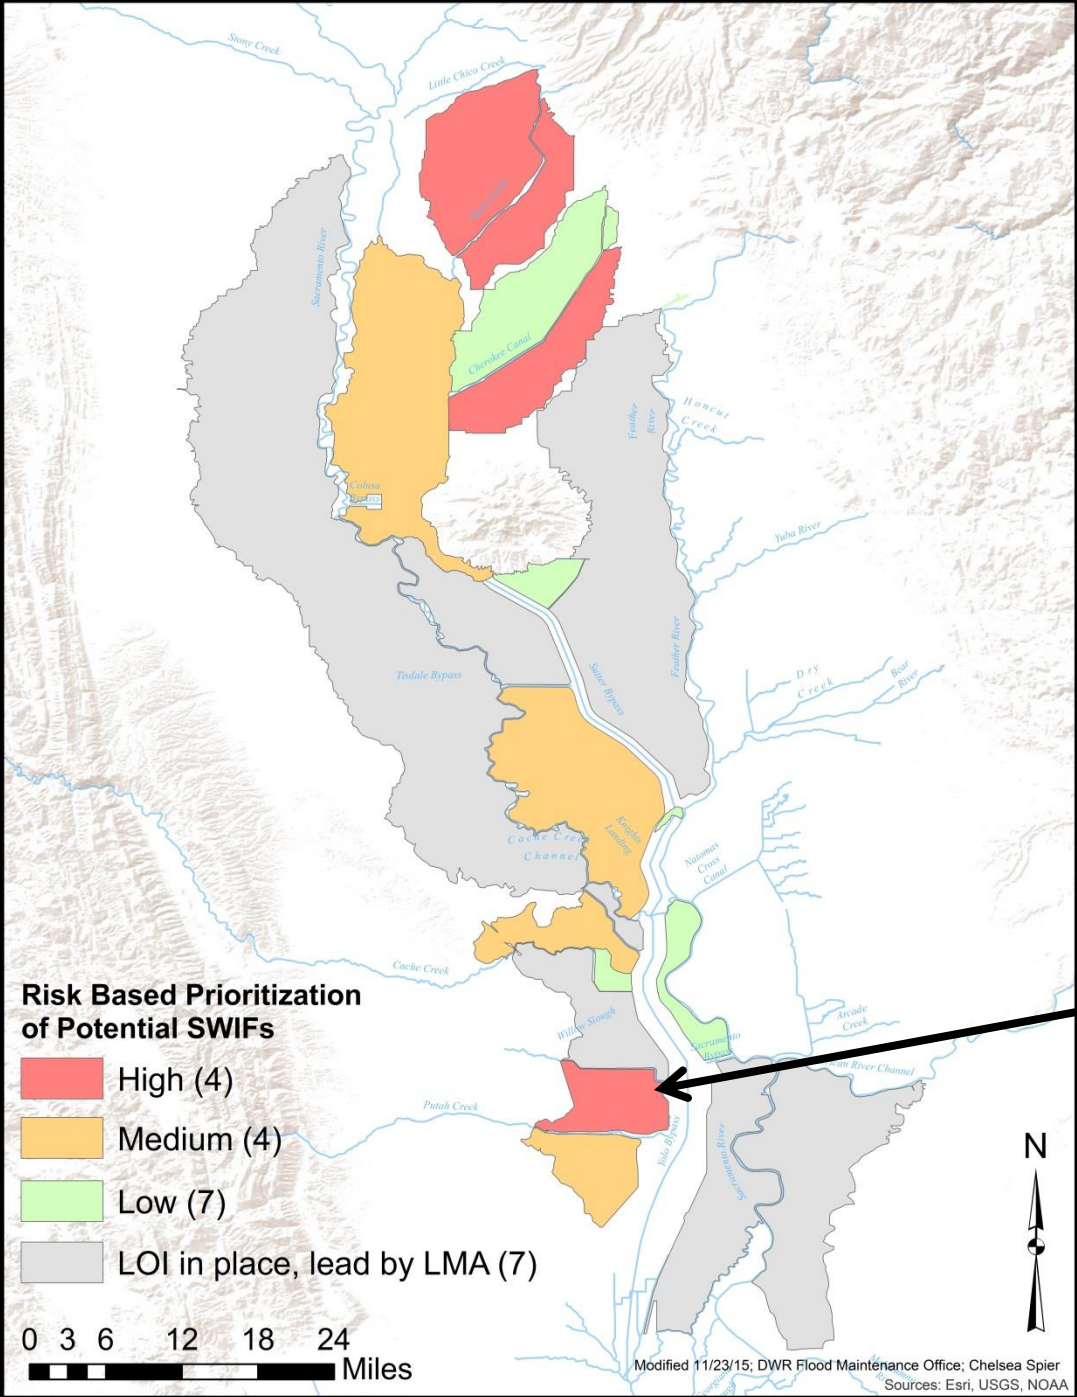 Stony Creek
Little Chico Creek
Sacramento River
Cherokee Canal
Feather
River
Honcut
Creek
Colusa
Bypass
Yuba River
Feather River
Sutter Bypass
Tisdale Bypass
Dry
Creek
Bear
River
Knights
Landing
Cache Creek
Channel
Natomas
Cross
Canal
Cache Creek
Willow Slough
Arcade
Creek
Sacramento
Bypass
River Channel
Putah Creek
Yolo Bypass
Sacramento River
Risk Based Prioritization
of Potential SWIFs
High (4)
Medium (4)
Low (7)
LOI in place, lead by LMA (7)
N
0 3 6 12 18 24
Miles
Modified 11/23/15; DWR Flood Maintenance Office; Chelsea Spier
Sources: Esri, USGS, NOAA